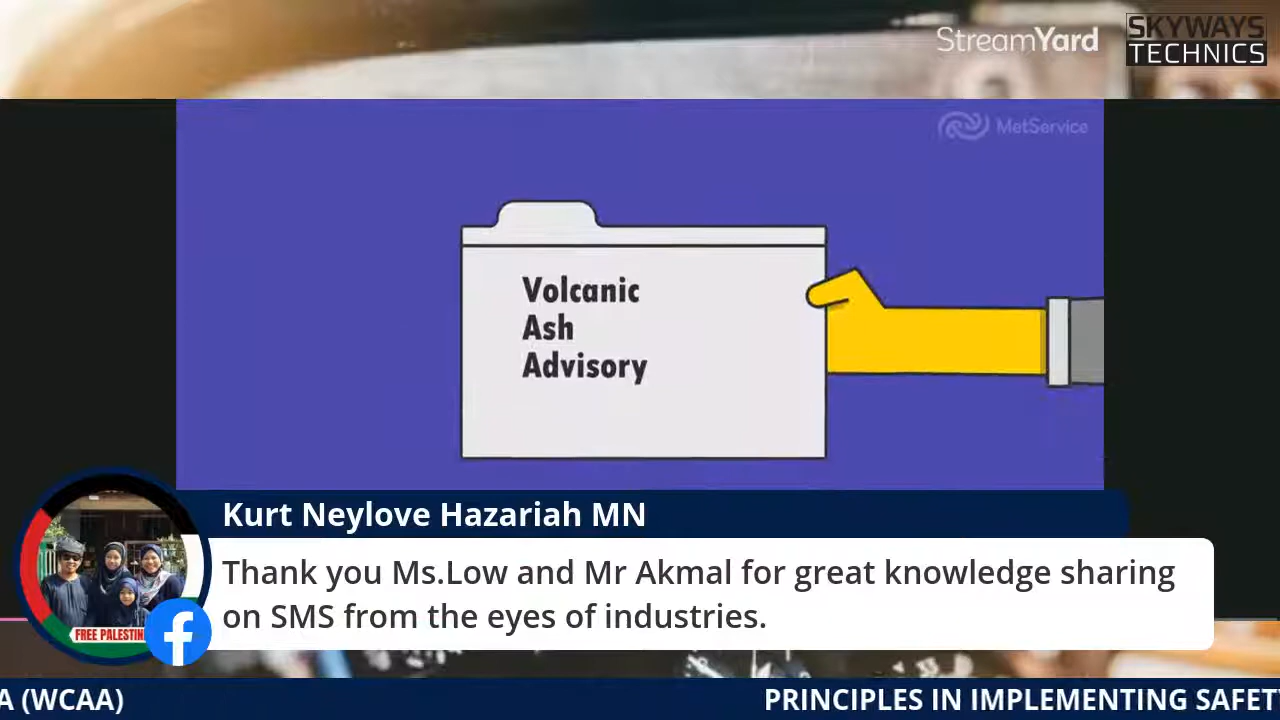 StreamYard
SKYWAYS
TECHNICS
MetService
Volcanic
Ash
Advisory
Kurt Neylove Hazariah MN
Thank you Ms.Low and Mr Akmal for great knowledge sharing
on SMS from the eyes of industries.
FREE PALESTIN
A (WCAA)
PRINCIPLES IN IMPLEMENTING SAFET